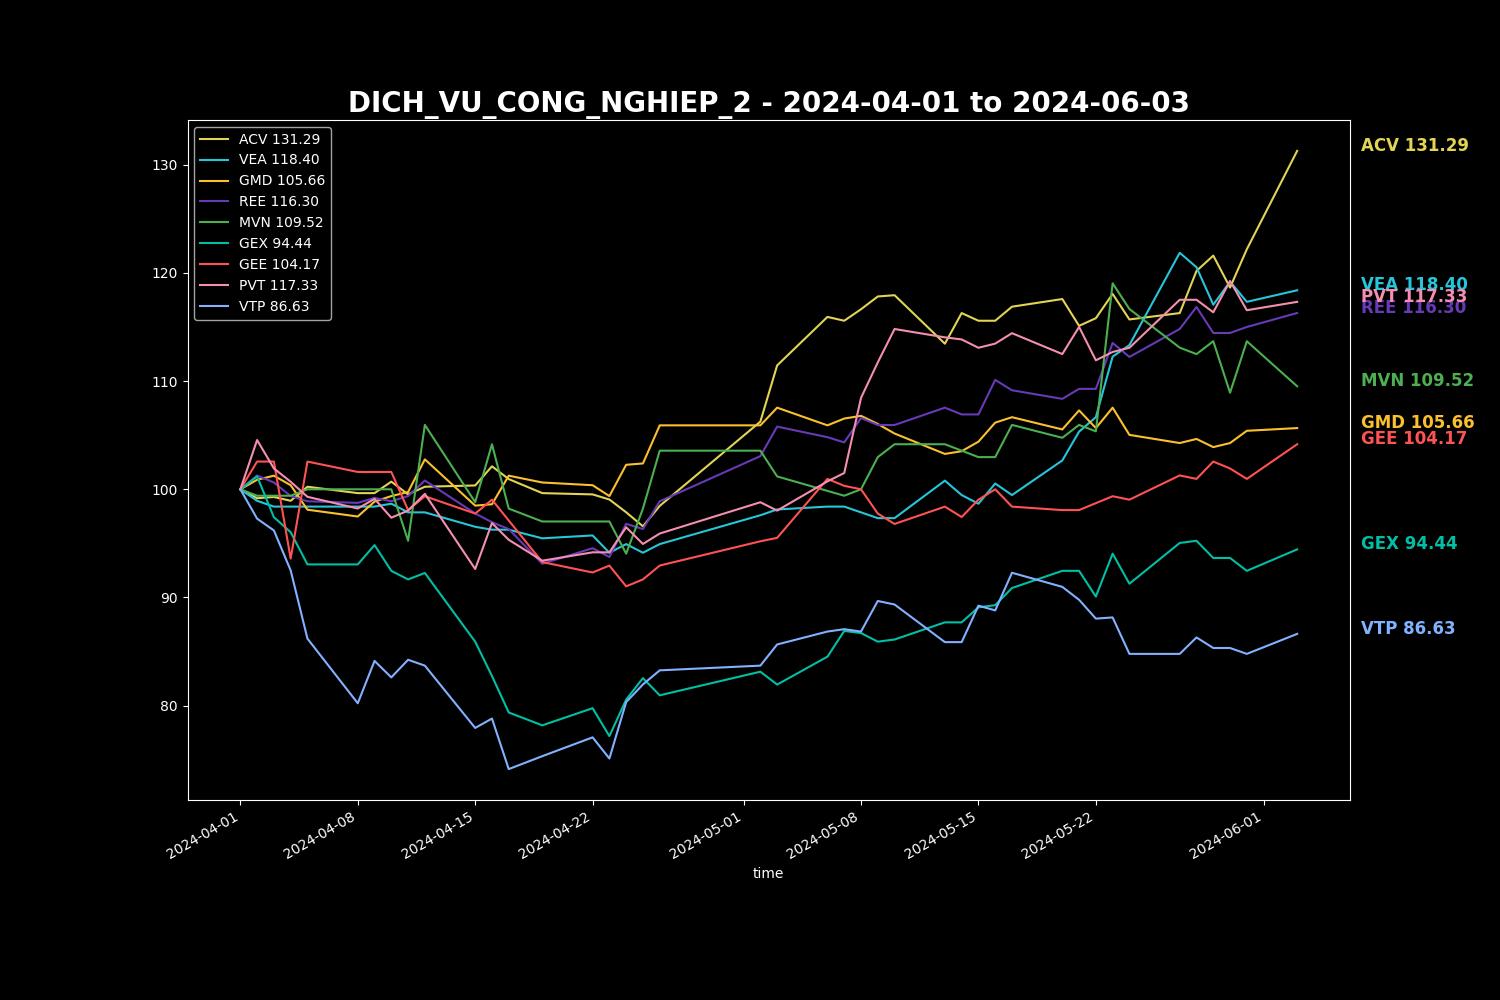 DICH_VU_CONG_NGHIEP_2 - 2024-04-01 to 2024-06-03
ACV 131.29
VEA 118.40
GMD 105.66
REE 116.30
MVN 109.52
GEX 94.44
GEE 104.17
PVT 117.33
VTP 86.63
130
120
110
100
90
80
ACV 131.29
VEA 118.40
PVT 117.33
REE 116.30
MVN 109.52
GMD 105.66
GEE 104.17
GEX 94.44
VTP 86.63
2024-04-01
2024-04-08
2024-04-15
2024-04-22
2024-05-01
2024-05-08
2024-05-15
2024-05-22
2024-06-01
time